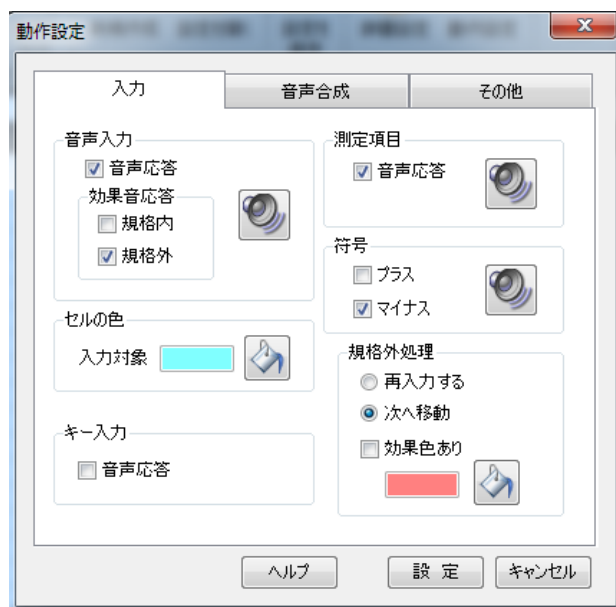 動作設定
入力
音声合成
その他
音声入力
音声応答
効果音応答
規格内
規格外
セルの色
入力対象
キー入力
音声応答
測定項目
音声応答
符号
プラス
マイナス
規格外処理
再入力する
次へ移動
効果色あり
ヘルプ
設 定
キャンセル